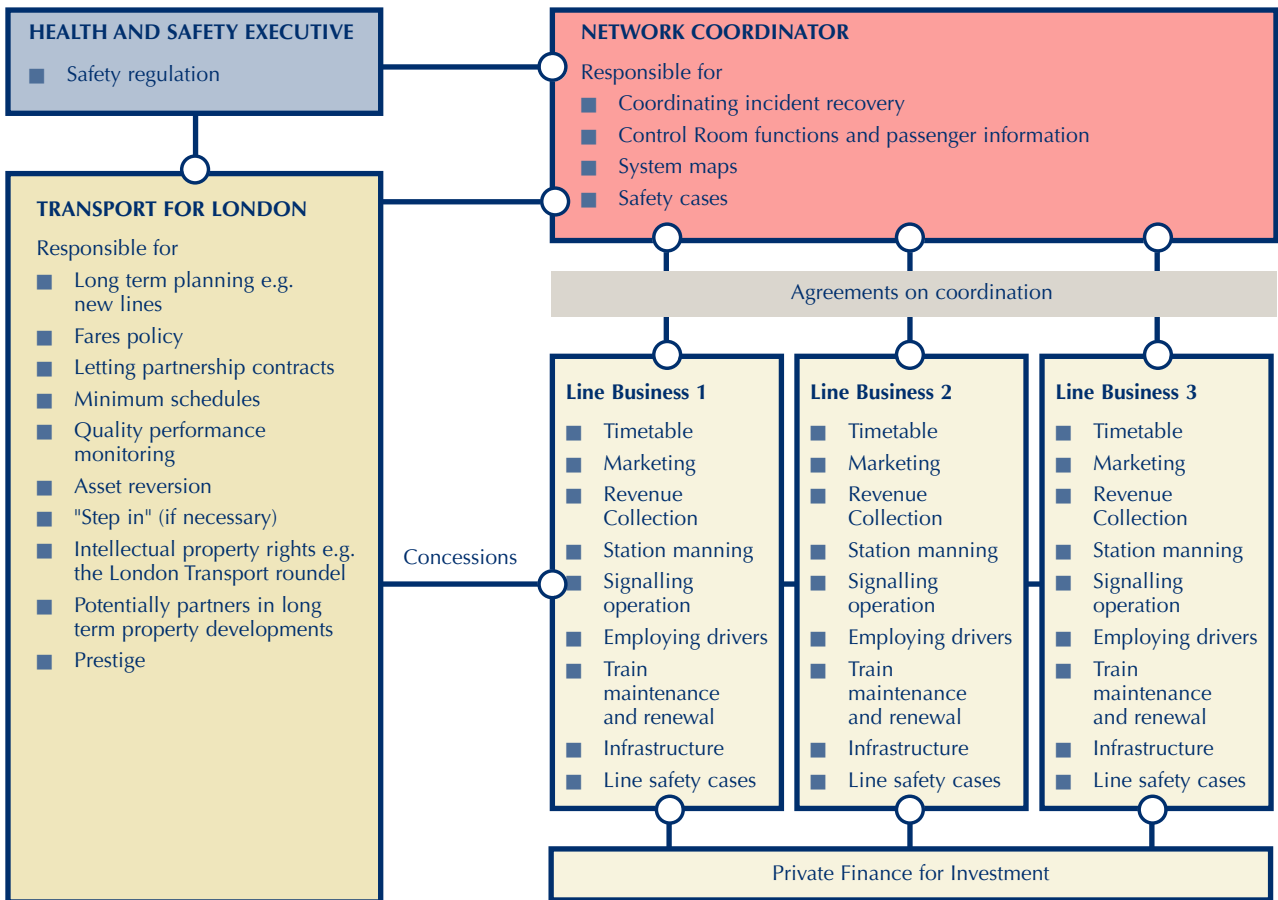 HEALTH AND SAFETY EXECUTIVE
Safety regulation
NETWORK COORDINATOR
Responsible for
Coordinating incident recovery
Control Room functions and passenger information
System maps
Safety cases
TRANSPORT FOR LONDON
Responsible for
Long term planning e.g.
new lines
Fares policy
Letting partnership contracts
Minimum schedules
Quality performance
monitoring
Asset reversion
"Step in" (if necessary)
Intellectual property rights e.g.
the London Transport roundel
Potentially partners in long
term property developments
Prestige
Agreements on coordination
Concessions
Line Business 1
Timetable
Marketing
Revenue
Collection
Station manning
Signalling
operation
Employing drivers
Train
maintenance
and renewal
Infrastructure
Line safety cases
Line Business 2
Timetable
Marketing
Revenue
Collection
Station manning
Signalling
operation
Employing drivers
Train
maintenance
and renewal
Infrastructure
Line safety cases
Line Business 3
Timetable
Marketing
Revenue
Collection
Station manning
Signalling
operation
Employing drivers
Train
maintenance
and renewal
Infrastructure
Line safety cases
Private Finance for Investment